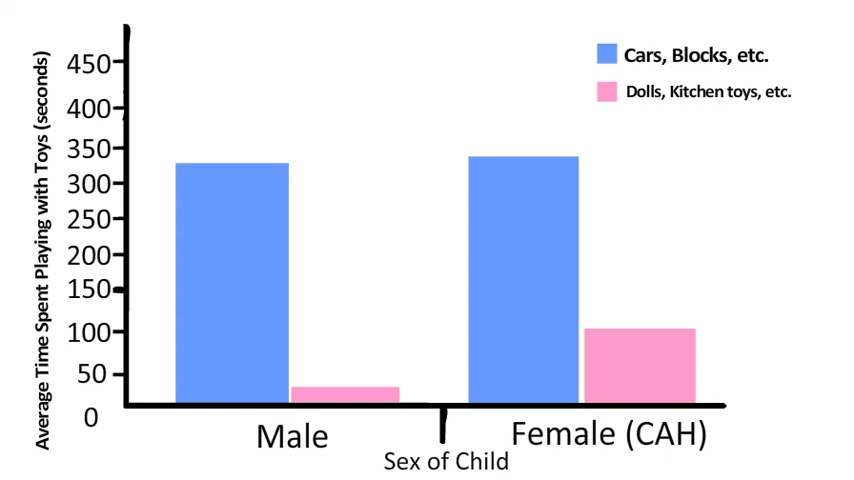 Average Time Spent Playing with Toys (seconds)
450
400
350
300
250
200
150
100
50
0
Cars, Blocks, etc.
Dolls, Kitchen toys, etc.
Male
Female (CAH)
Sex of Child